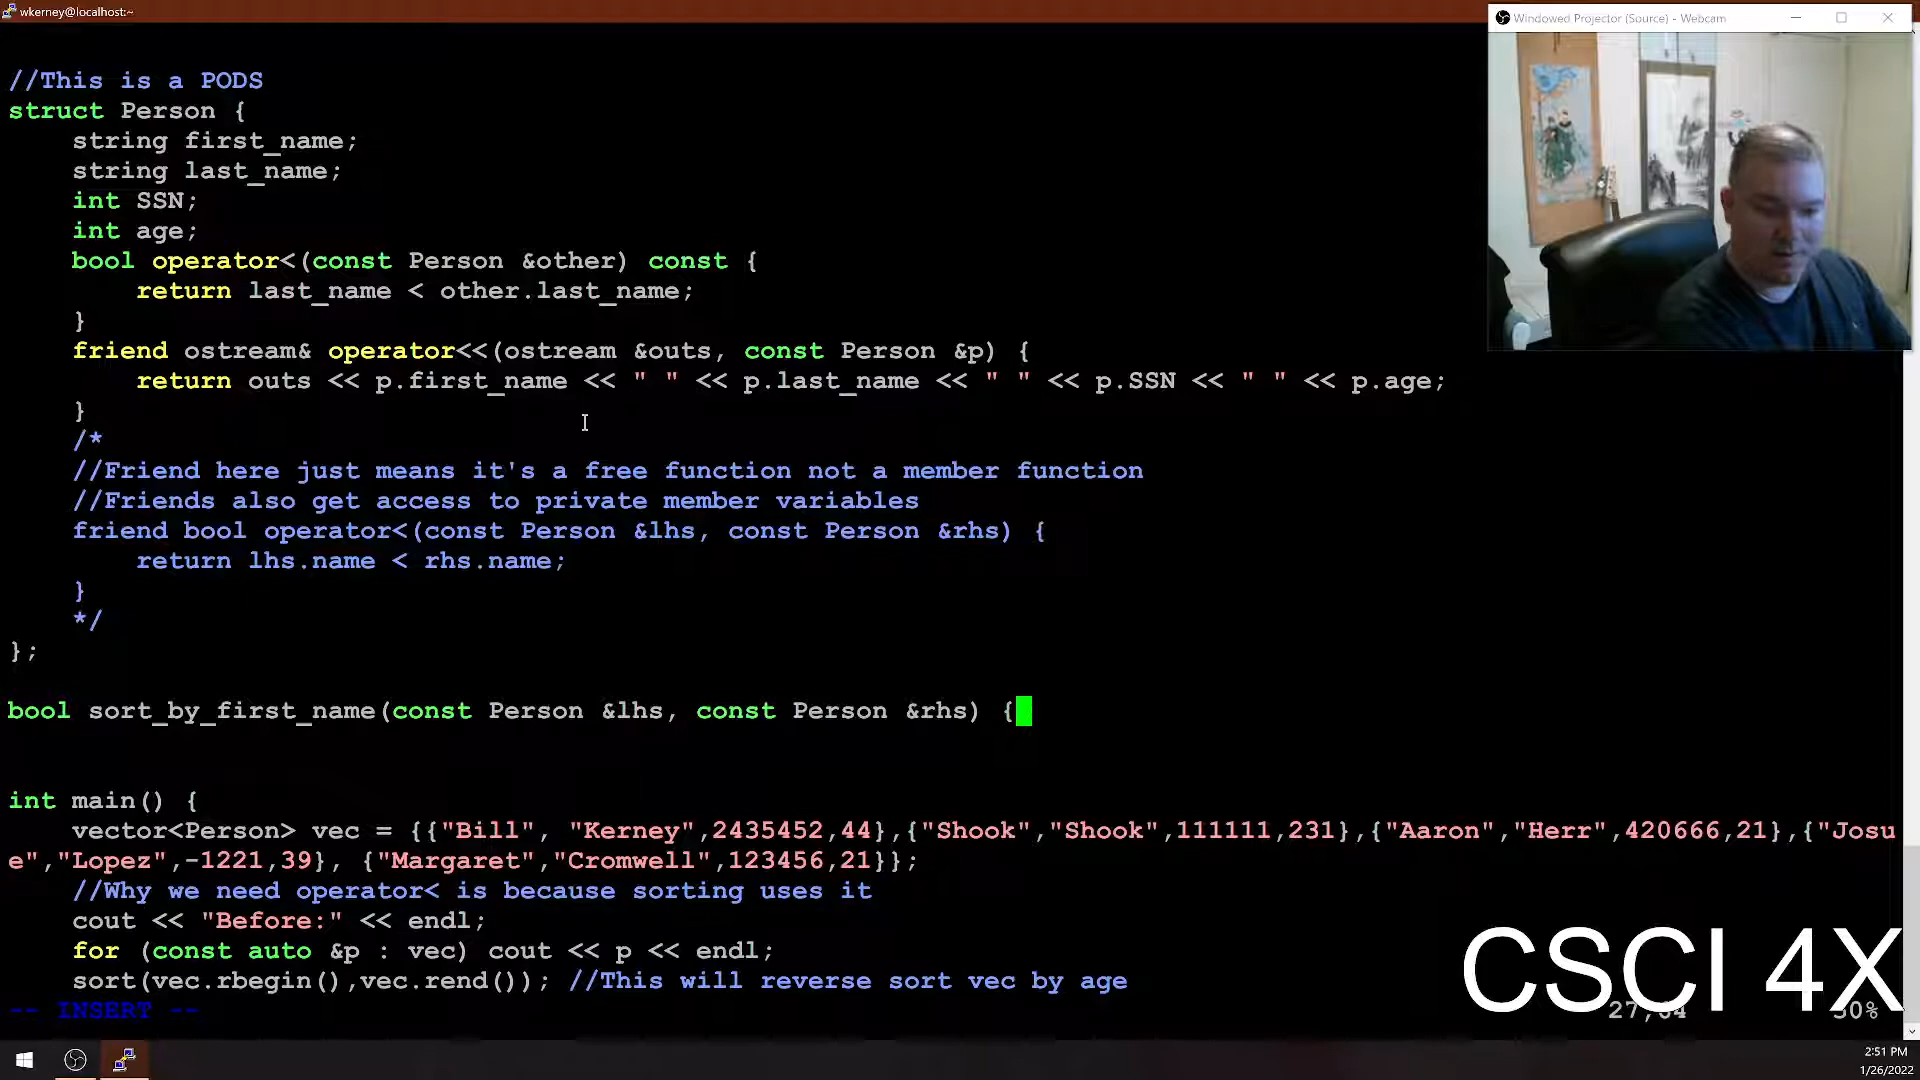 wkerney@localhost:~
Windowed Projector (Source) - Webcam
//This is a PODS
struct Person {
string first_name;
string last_name;
int SSN;
int age;
bool operator<(const Person &other) const {
return last_name < other.last_name;
}
friend ostream& operator<<(ostream &outs, const Person &p) {
return outs << p.first_name << " " << p.last_name << " " << p.SSN << " " << p.age;
}
/*
//Friend here just means it's a free function not a member function
//Friends also get access to private member variables
friend bool operator<(const Person &lhs, const Person &rhs) {
return lhs.name < rhs.name;
}
*/
};
bool sort_by_first_name(const Person &lhs, const Person &rhs) {
int main() {
vector<Person> vec = {{"Bill", "Kerney",2435452,44},{"Shook","Shook",111111,231},{"Aaron","Herr",420666,21},{"Josu
e","Lopez",-1221,39}, {"Margaret","Cromwell",123456,21}};
//Why we need operator< is because sorting uses it
cout << "Before:" << endl;
for (const auto &p : vec) cout << p << endl;
sort(vec.rbegin(),vec.rend()); //This will reverse sort vec by age
-- INSERT --
CSCI 4X
2:51 PM
1/26/2022